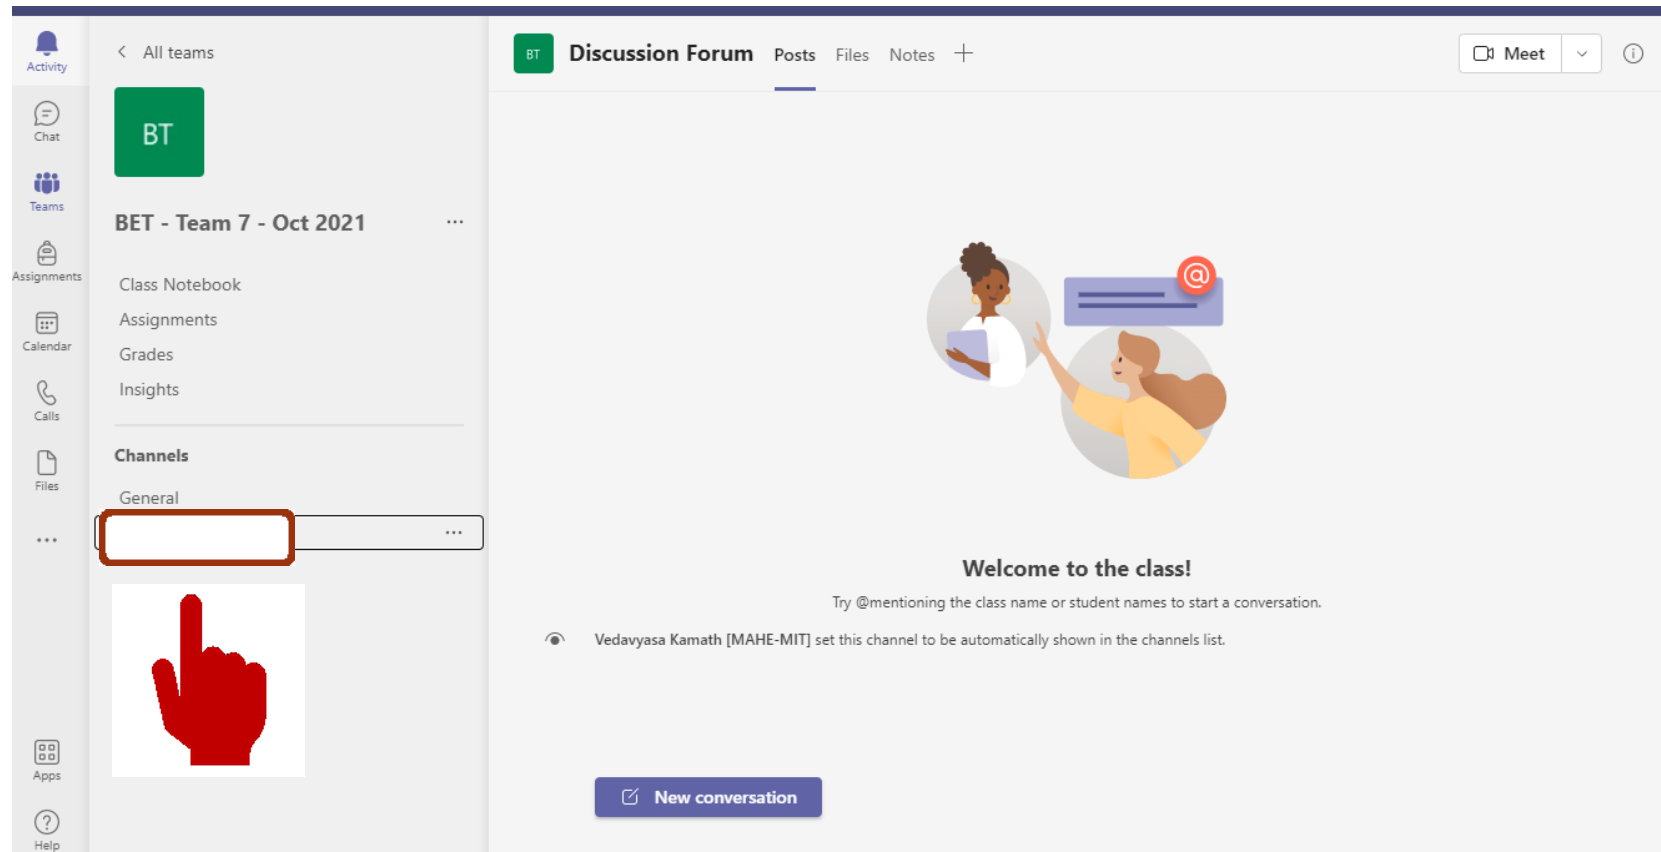 Activity
Chat
Teams
Assignments
Calendar
Calls
Files
Apps
Help
All teams
BT
BET - Team 7 - Oct 2021
Class Notebook
Assignments
Grades
Insights
Channels
General
BT
Discussion Forum
Posts
Files
Notes
Meet
@
Welcome to the class!
Try @mentioning the class name or student names to start a conversation.
Vedavyasa Kamath [MAHE-MIT] set this channel to be automatically shown in the channels list.
New conversation